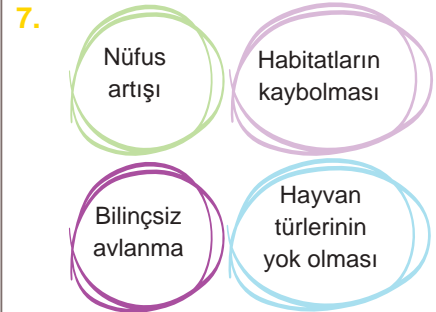 7.
Nüfus
artışı
Habitatların
kaybolması
Bilinçsiz
avlanma
Hayvan
türlerinin
yok olması